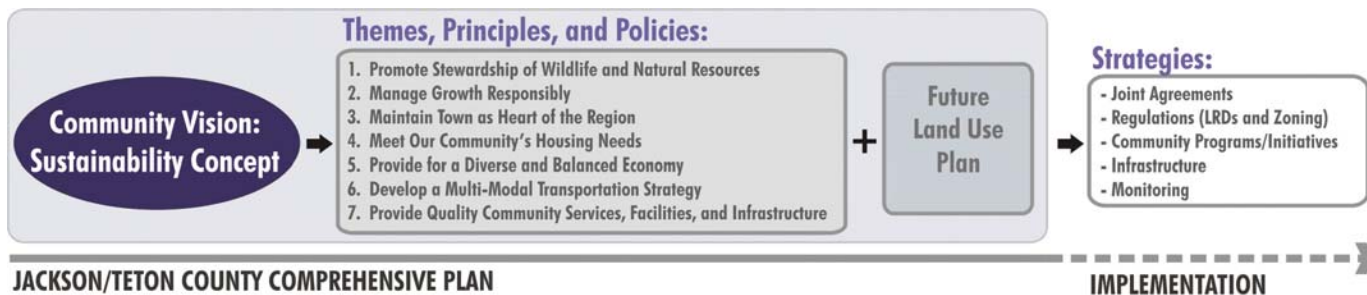 Community Vision:
Sustainability Concept
Themes, Principles, and Policies:
1. Promote Stewardship of Wildlife and Natural Resources
2. Manage Growth Responsibly
3. Maintain Town as Heart of the Region
4. Meet Our Community's Housing Needs
5. Provide for a Diverse and Balanced Economy
6. Develop a Multi-Modal Transportation Strategy
7. Provide Quality Community Services, Facilities, and Infrastructure
+
Future
Land Use
Plan
Strategies:
- Joint Agreements
- Regulations (LRDs and Zoning)
- Community Programs/Initiatives
- Infrastructure
- Monitoring
JACKSON/TETON COUNTY COMPREHENSIVE PLAN
IMPLEMENTATION